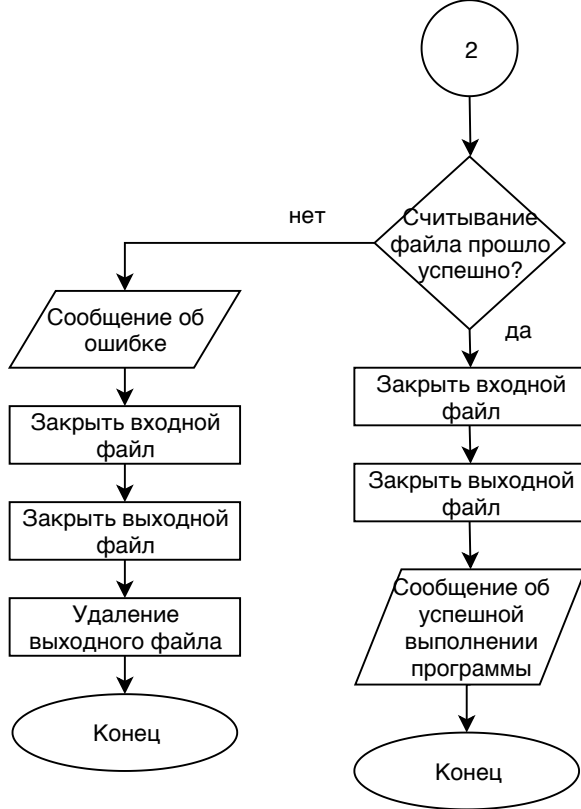 2
Считывание
файла прошло
успешно?
нет
да
Сообщение об
ошибке
Закрыть входной
файл
Закрыть выходной
файл
Удаление
выходного файла
Конец
Закрыть входной
файл
Закрыть выходной
файл
Сообщение об
успешной
выполнении
программы
Конец